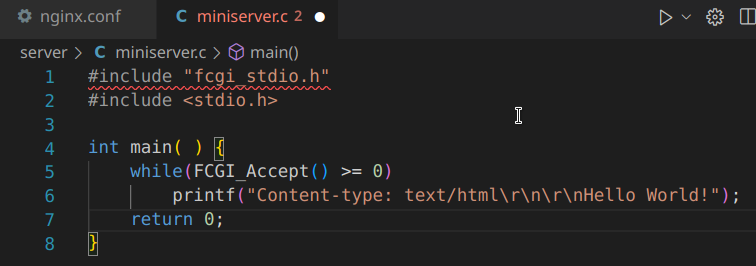 nginx.conf
C miniserver.c 2
server > C miniserver.c > main()
1 #include "fcgi_stdio.h"
2 #include <stdio.h>
3
4 int main( ) {
5     while(FCGI_Accept() >= 0)
6         printf("Content-type: text/html\r\n\r\nHello World!");
7     return 0;
8 }